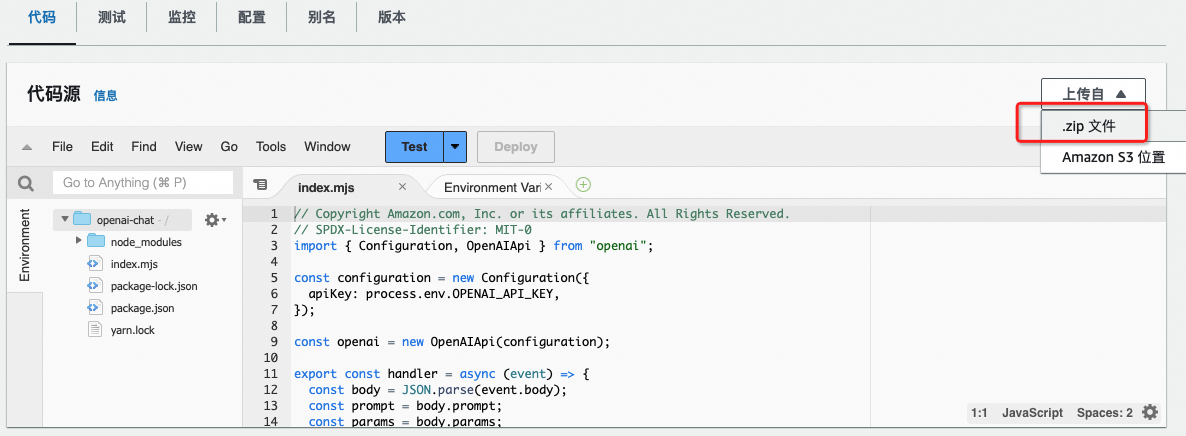 代码 测试 监控 配置 别名 版本
代码源 信息 上传自
.zip 文件
Amazon S3 位置
File Edit Find View Go Tools Window Test Deploy
Go to Anything (⌘ P) index.mjs Environment Vari
Environment
openai-chat - /
node_modules
index.mjs
package-lock.json
package.json
yarn.lock
1 // Copyright Amazon.com, Inc. or its affiliates. All Rights Reserved.
2 // SPDX-License-Identifier: MIT-0
3 import { Configuration, OpenAIApi } from "openai";
4
5 const configuration = new Configuration({
6 apiKey: process.env.OPENAI_API_KEY,
7 });
8
9 const openai = new OpenAIApi(configuration);
10
11 export const handler = async (event) => {
12 const body = JSON.parse(event.body);
13 const prompt = body.prompt;
14 const params = body.params;
1:1 JavaScript Spaces: 2